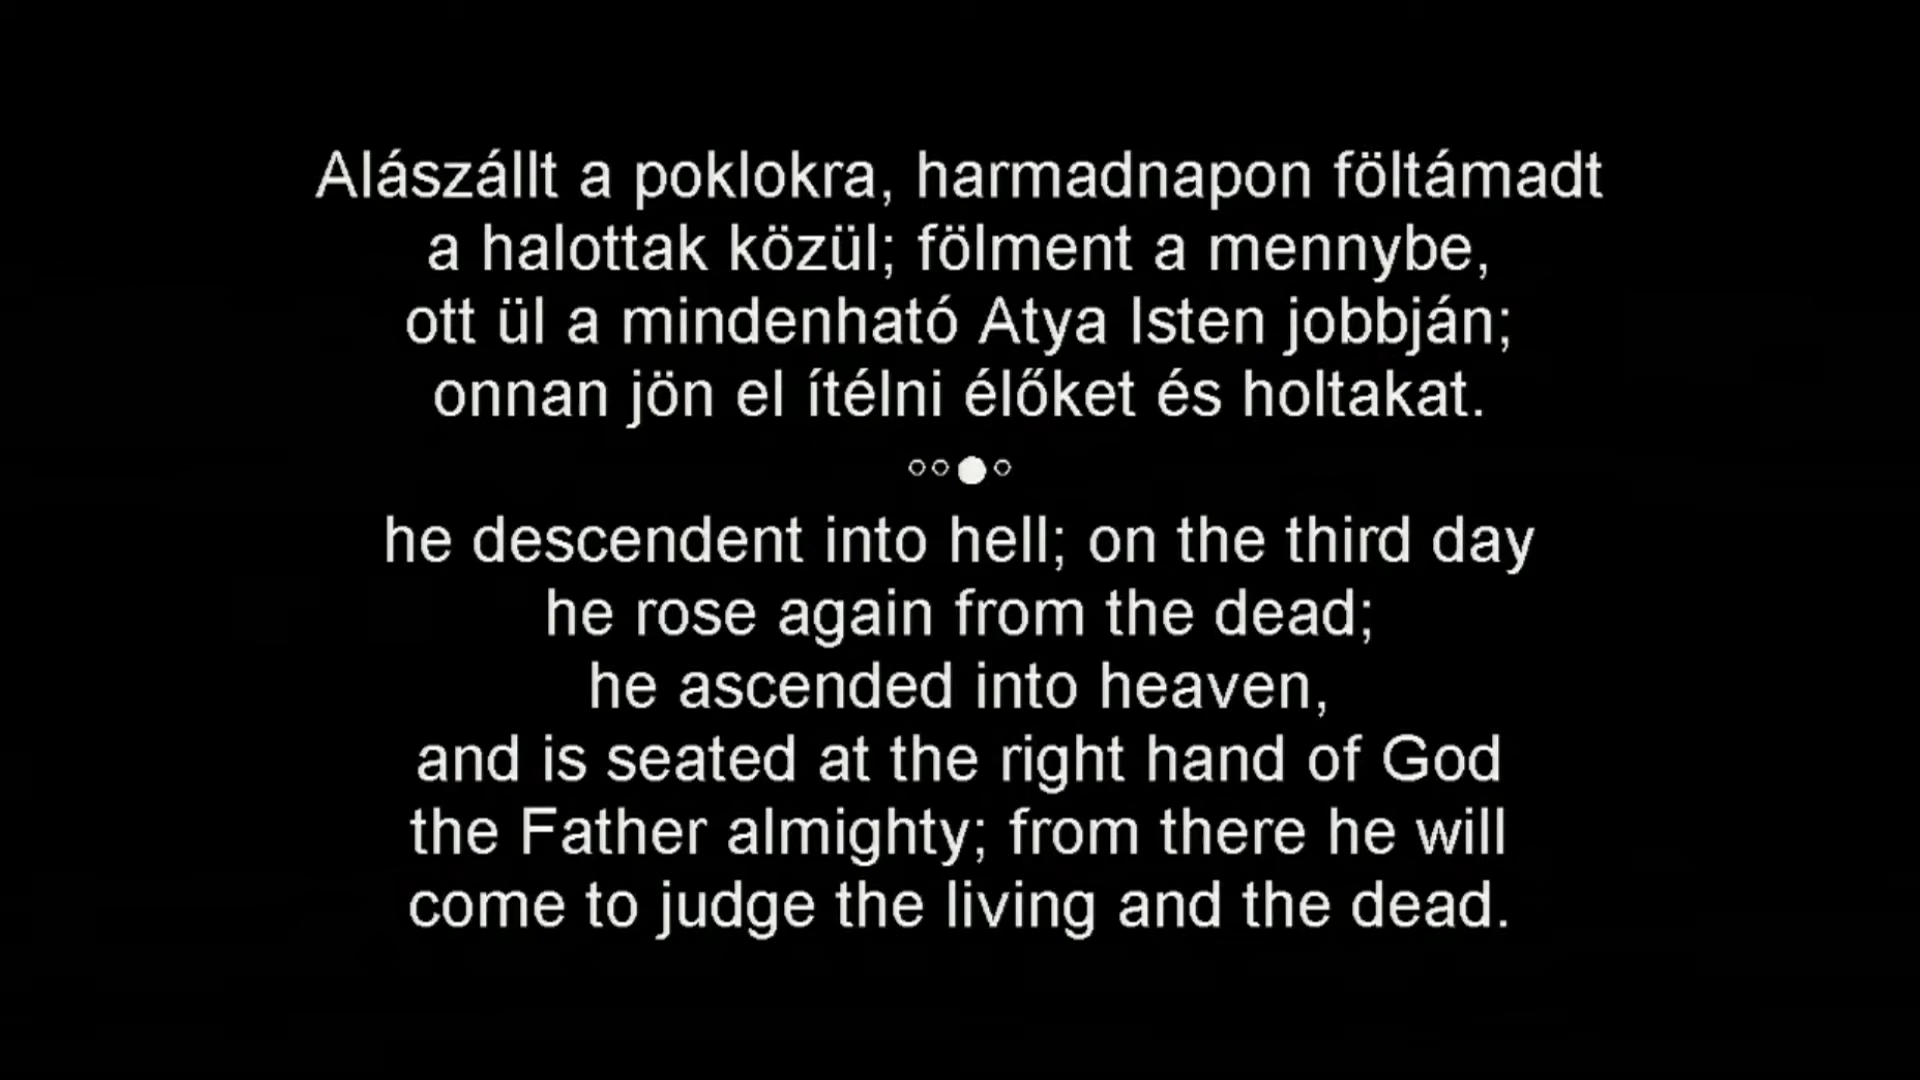 Alászállt a poklokra, harmadnapon föltámadt
a halottak közül; fölment a mennybe,
ott ül a mindenható Atya Isten jobbján;
onnan jön el ítélni élőket és holtakat.
he descendent into hell; on the third day
he rose again from the dead;
he ascended into heaven,
and is seated at the right hand of God
the Father almighty; from there he will
come to judge the living and the dead.